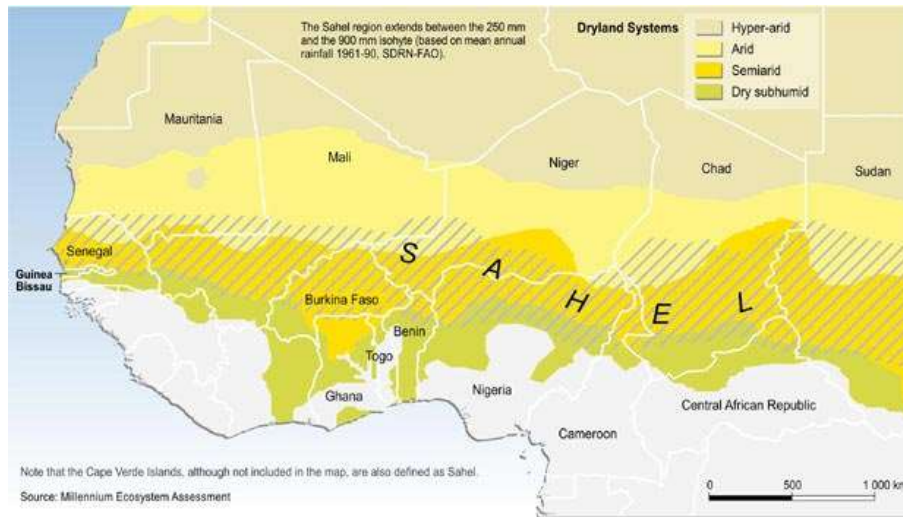 The Sahel region extends between the 250 mm
and the 900 mm isohyte (based on mean annual
rainfall 1961-90, SDRN-FAO).
Dryland Systems
Hyper-arid
Arid
Semiarid
Dry subhumid
Mauritania
Mali
Niger
Chad
Sudan
Senegal
Guinea
Bissau
S A H E L
Burkina Faso
Benin
Togo
Ghana
Nigeria
Cameroon
Central African Republic
Note that the Cape Verde Islands, although not included in the map, are also defined as Sahel.
Source: Millennium Ecosystem Assessment
0 500 1 000 km